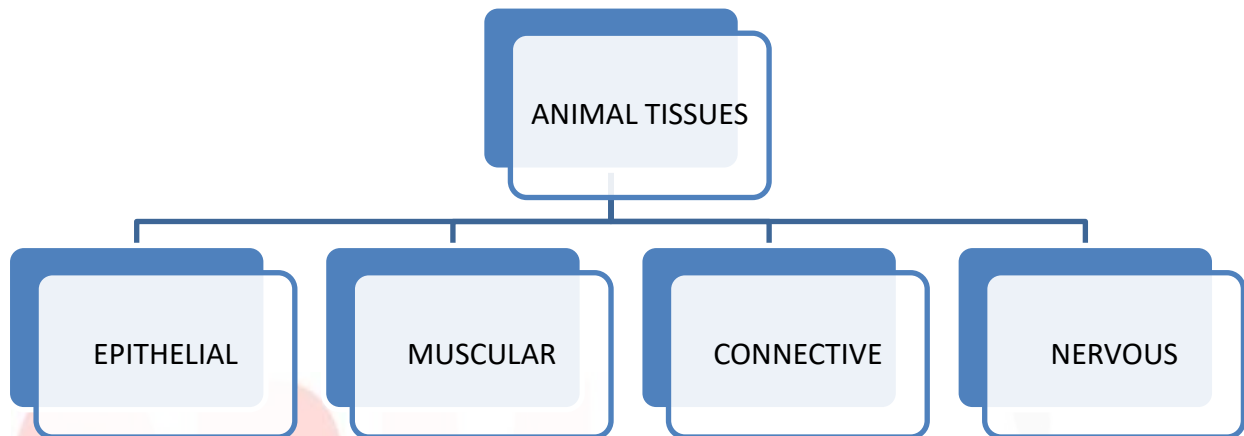 ANIMAL TISSUES
EPITHELIAL
MUSCULAR
CONNECTIVE
NERVOUS